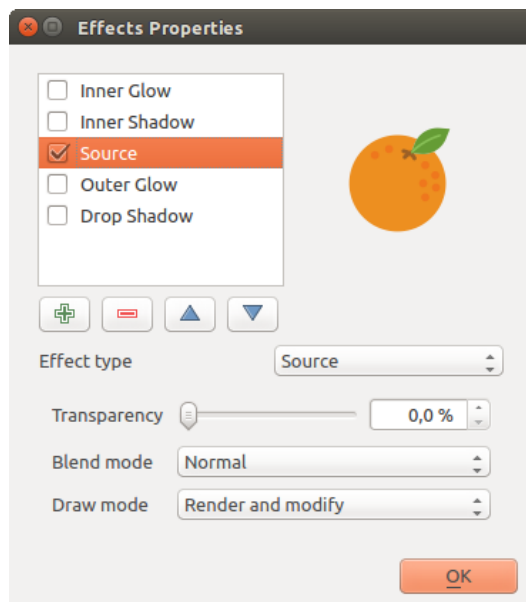 Effects Properties
Inner Glow
Inner Shadow
Source
Outer Glow
Drop Shadow
Effect type Source
Transparency 0,0 %
Blend mode Normal
Draw mode Render and modify
OK